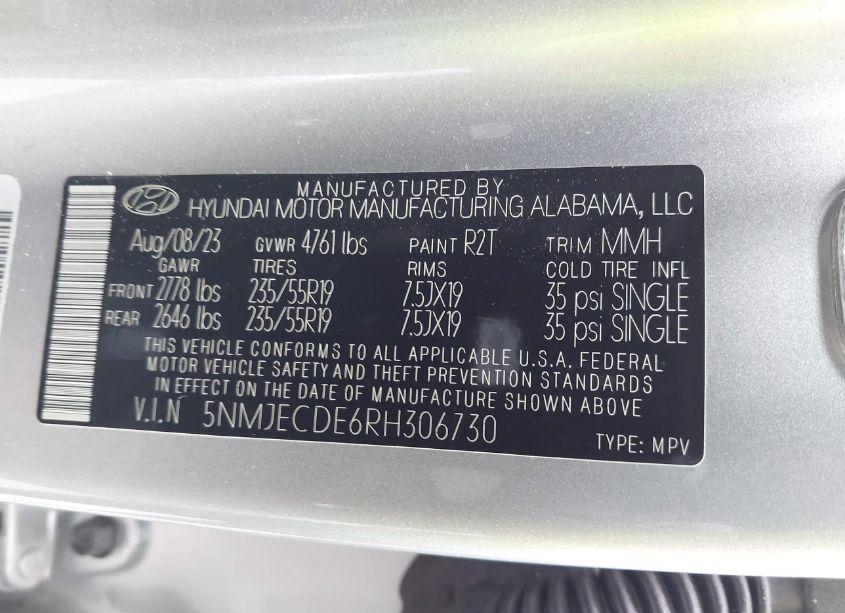 MANUFACTURED BY
HYUNDAI MOTOR MANUFACTURING ALABAMA, LLC
Aug/08/23 GVWR 4761 lbs PAINT R2T TRIM MMH
GAWR TIRES RIMS COLD TIRE INFL
FRONT 2778 lbs 235/55R19 7.5JX19 35 psi SINGLE
REAR 2646 lbs 235/55R19 7.5JX19 35 psi SINGLE
THIS VEHICLE CONFORMS TO ALL APPLICABLE U.S.A. FEDERAL
MOTOR VEHICLE SAFETY AND THEFT PREVENTION STANDARDS
IN EFFECT ON THE DATE OF MANUFACTURE SHOWN ABOVE
V.I.N 5NMJECDE6RH306730
TYPE: MPV